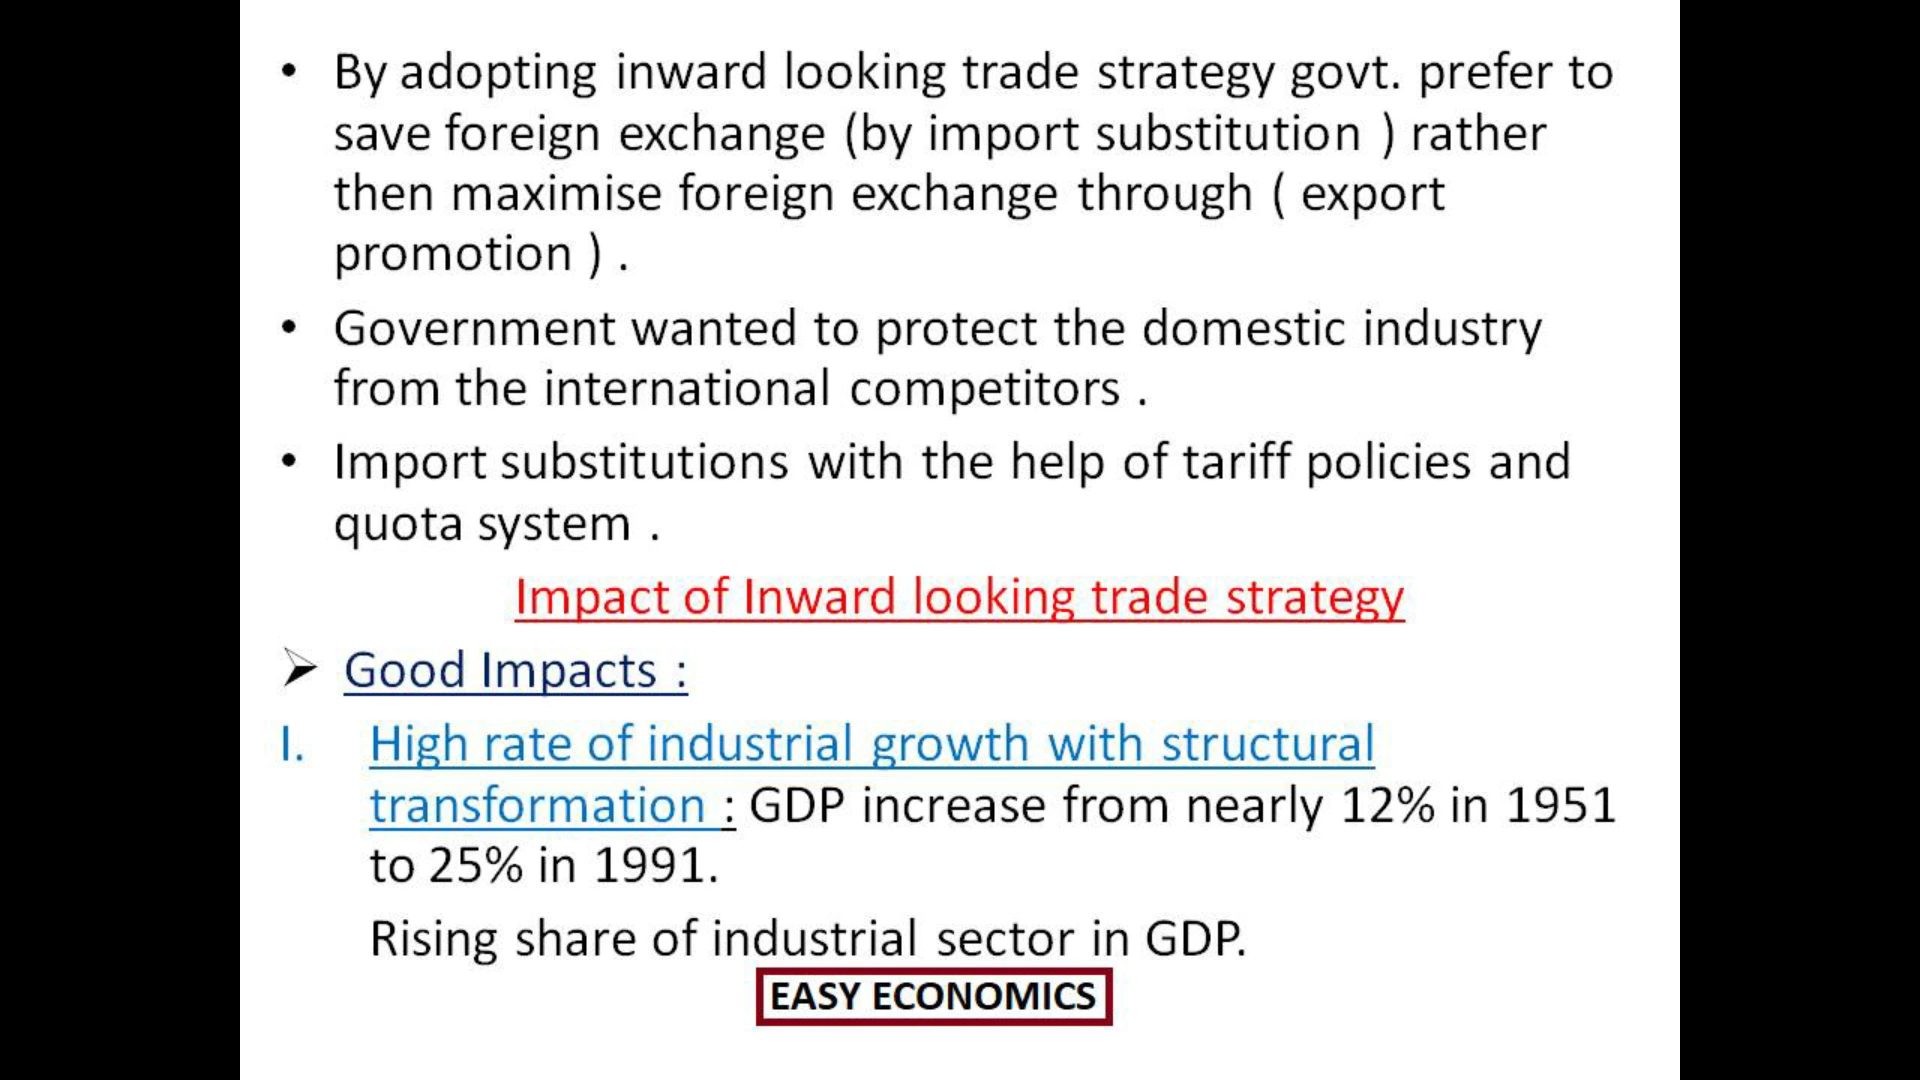 • By adopting inward looking trade strategy govt. prefer to
save foreign exchange (by import substitution ) rather
then maximise foreign exchange through ( export
promotion ) .
• Government wanted to protect the domestic industry
from the international competitors .
• Import substitutions with the help of tariff policies and
quota system .
Impact of Inward looking trade strategy
➢ Good Impacts :
I. High rate of industrial growth with structural
transformation : GDP increase from nearly 12% in 1951
to 25% in 1991.
Rising share of industrial sector in GDP.
EASY ECONOMICS